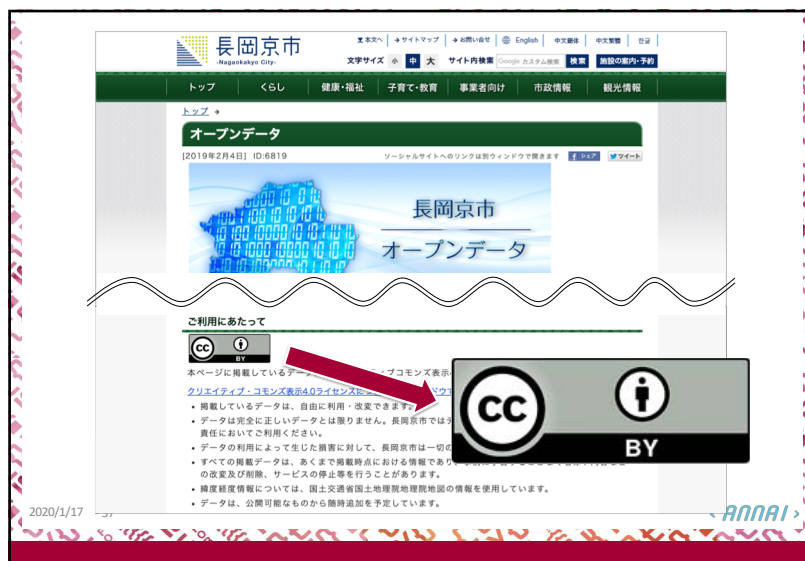 長岡京市
-Nagaokakyo City-
本文へ サイトマップ お問い合せ English 中文簡体 中文繁體 한글
文字サイズ 小 中 大 サイト内検索 Google カスタム検索 検索 施設の案内・予約
トップ くらし 健康・福祉 子育て・教育 事業者向け 市政情報 観光情報
トップ
オープンデータ
[2019年2月4日] ID:6819 ソーシャルサイトへのリンクは別ウィンドウで開きます シェア ツイート
長岡京市
オープンデータ
ご利用にあたって
cc BY
本ページに掲載しているデー ィブコモンズ表示
クリエイティブ・コモンズ表示4.0ライセンスに
cc BY
• 掲載しているデータは、自由に利用・改変できます。
• データは完全に正しいデータとは限りません。長岡京市では
責任においてご利用ください。
• データの利用によって生じた損害に対して、長岡京市は一切の
• すべての掲載データは、あくまで掲載時点における情報であり
の改変及び削除、サービスの停止等を行うことがあります。
• 緯度経度情報については、国土交通省国土地理院地理院地図の情報を使用しています。
• データは、公開可能なものから随時追加を予定しています。
2020/1/17
ANNAI